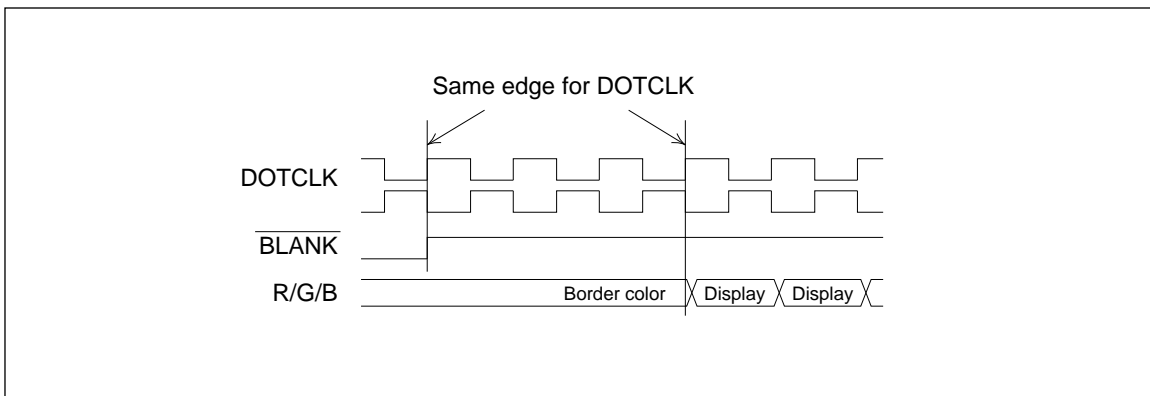 Same edge for DOTCLK
DOTCLK
BLANK
R/G/B
Border color
Display
Display